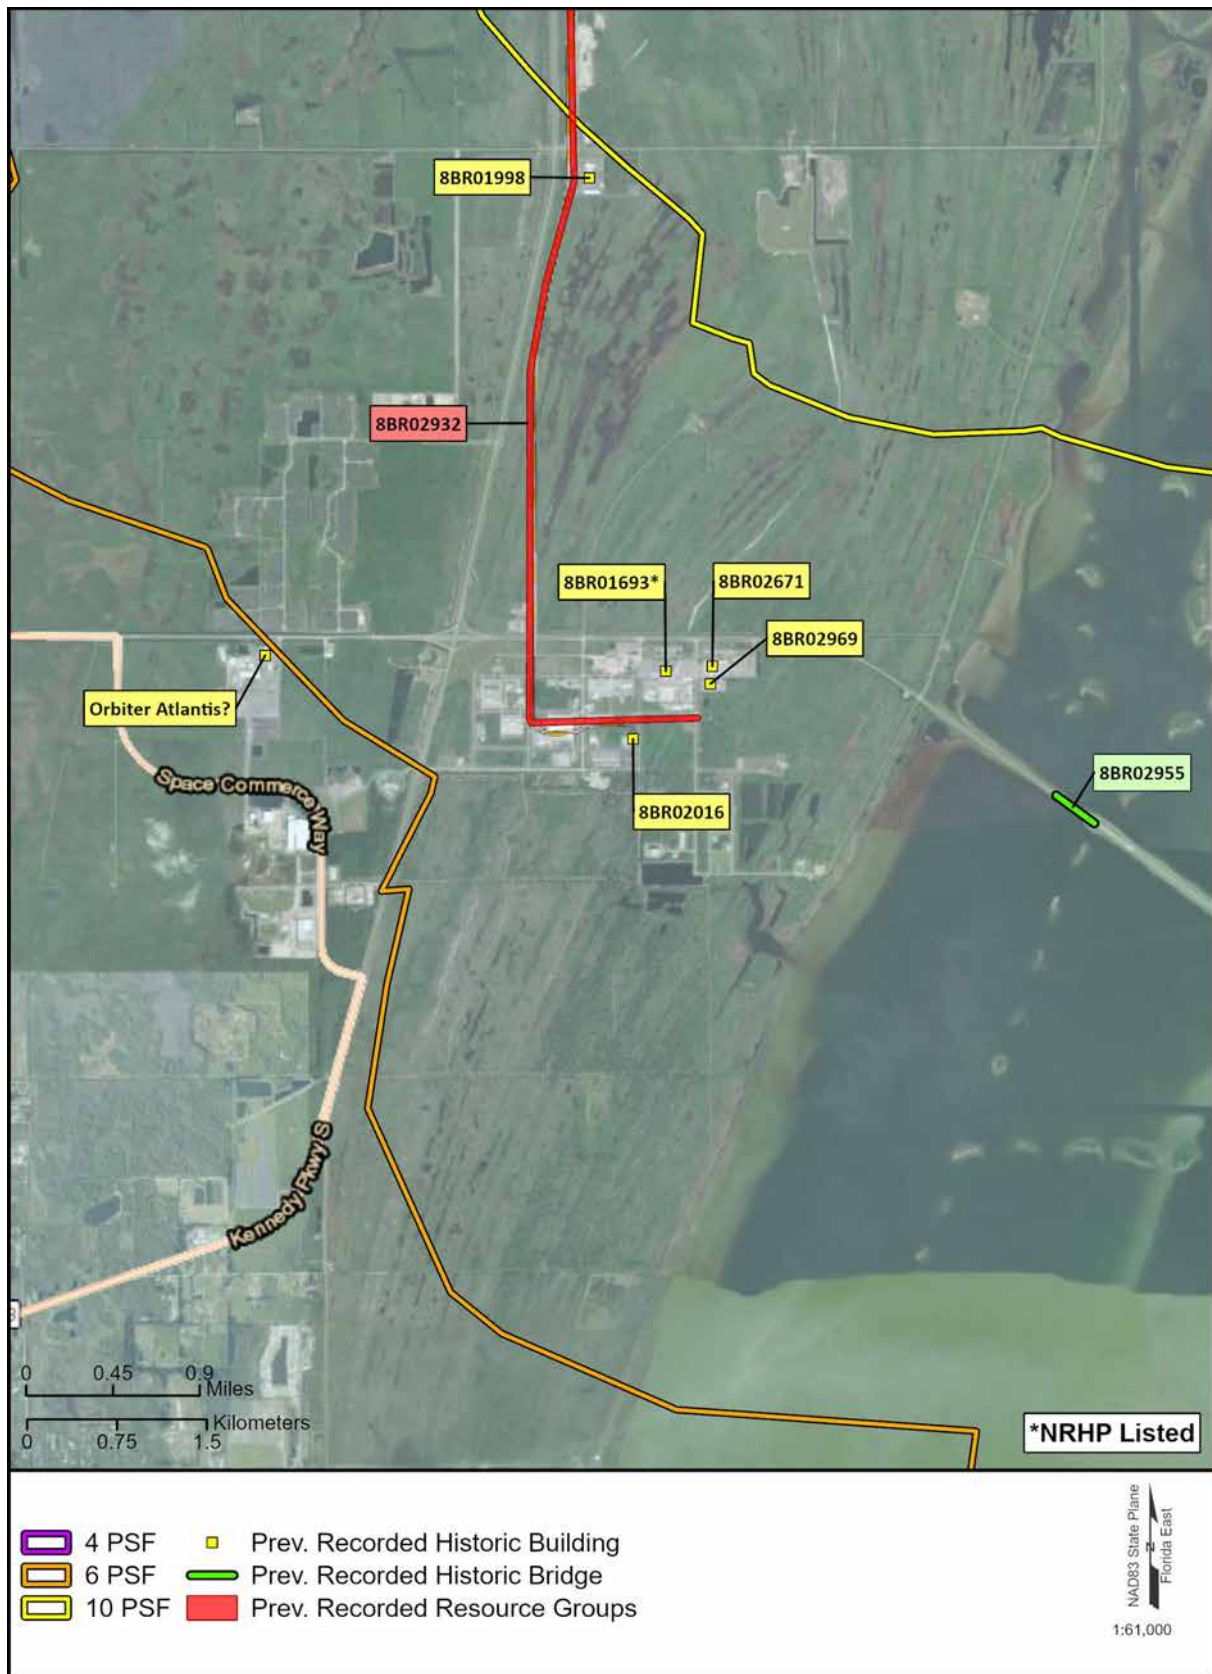 8BR01998
8BR02932
8BR01693*
8BR02671
8BR02969
Orbiter Atlantis?
8BR02955
Space Commerce Way
8BR02016
Kennedy Pkwy S
0 0.45 0.9
Miles
Kilometers
0 0.75 1.5
*NRHP Listed
4 PSF
6 PSF
10 PSF
Prev. Recorded Historic Building
Prev. Recorded Historic Bridge
Prev. Recorded Resource Groups
NAD83 State Plane
Florida East
N
1:61,000